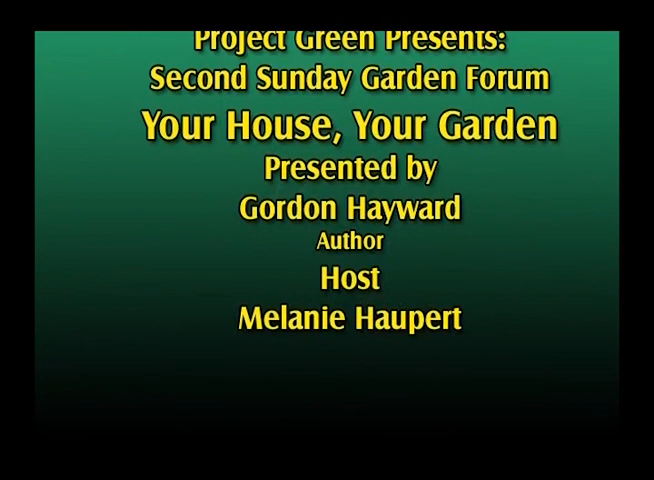 Project Green Presents:
Second Sunday Garden Forum
Your House, Your Garden
Presented by
Gordon Hayward
Author
Host
Melanie Haupert